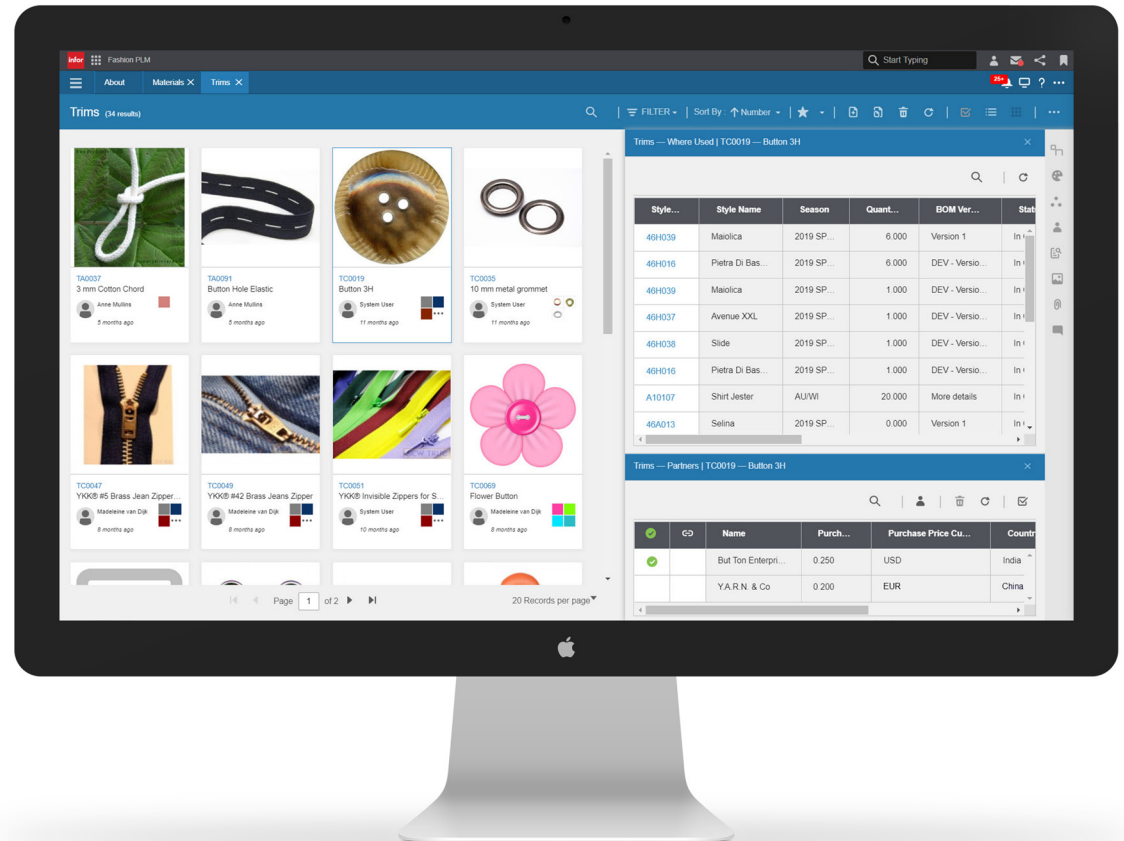 infor Fashion PLM Start Typing
About Materials Trims 25+ ?
Trims (34 results) FILTER Sort By : Number
Trims — Where Used | TC0019 — Button 3H
Style... Style Name Season Quant... BOM Ver... Stat
46H039 Maiolica 2019 SP... 6.000 Version 1 In
46H016 Pietra Di Bas... 2019 SP... 6.000 DEV - Versio... In
46H039 Maiolica 2019 SP... 1.000 DEV - Versio... In
46H037 Avenue XXL 2019 SP... 1.000 DEV - Versio... In
46H038 Slide 2019 SP... 1.000 DEV - Versio... In
46H016 Pietra Di Bas... 2019 SP... 1.000 DEV - Versio... In
A10107 Shirt Jester AU/WI 20.000 More details In
46A013 Selina 2019 SP... 0.000 Version 1 In
Trims — Partners | TC0019 — Button 3H
Name Purch... Purchase Price Cu... Countr
But Ton Enterpri... 0.250 USD India
Y.A.R.N. & Co 0.200 EUR China
TA0037
3 mm Cotton Chord
Anne Mullins
5 months ago
TA0091
Button Hole Elastic
Anne Mullins
5 months ago
TC0019
Button 3H
System User
11 months ago
TC0035
10 mm metal grommet
System User
11 months ago
TC0047
YKK® #5 Brass Jean Zipper...
Madeleine van Dijk
8 months ago
TC0049
YKK® #42 Brass Jeans Zipper
Madeleine van Dijk
8 months ago
TC0051
YKK® Invisible Zippers for S...
System User
10 months ago
TC0069
Flower Button
Madeleine van Dijk
8 months ago
Page 1 of 2 20 Records per page